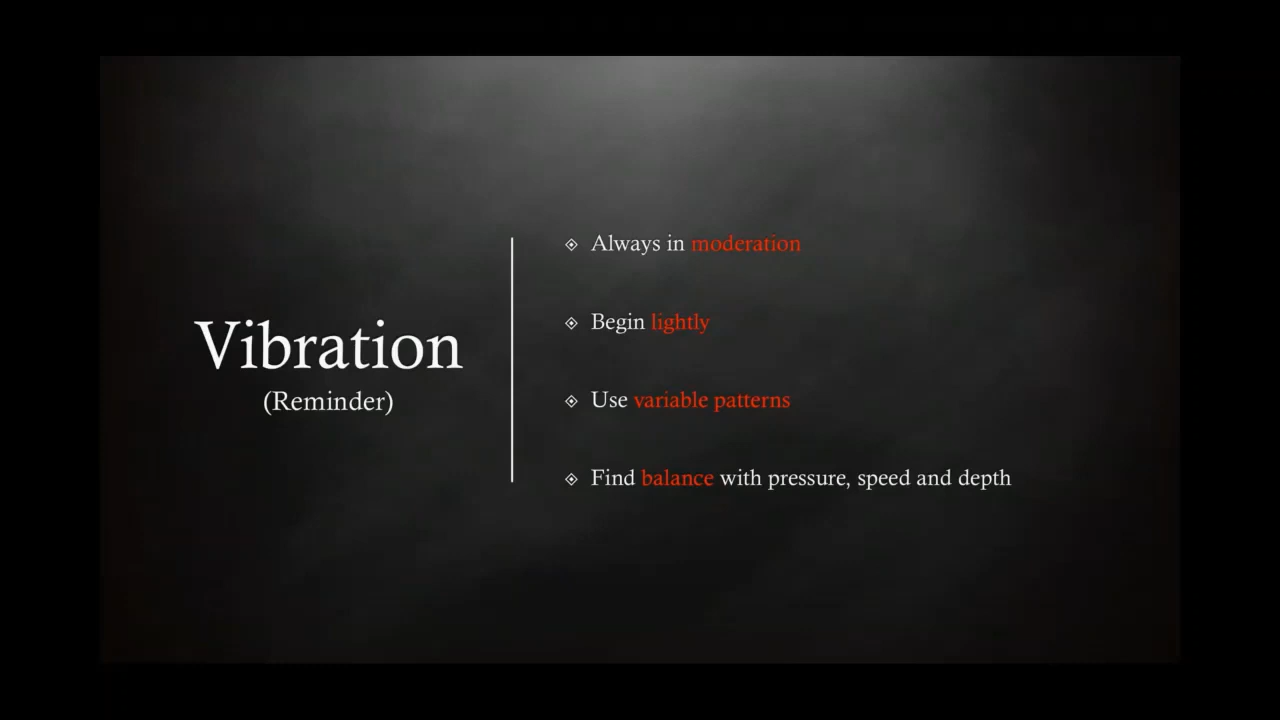 Vibration
(Reminder)
Always in moderation
Begin lightly
Use variable patterns
Find balance with pressure, speed and depth